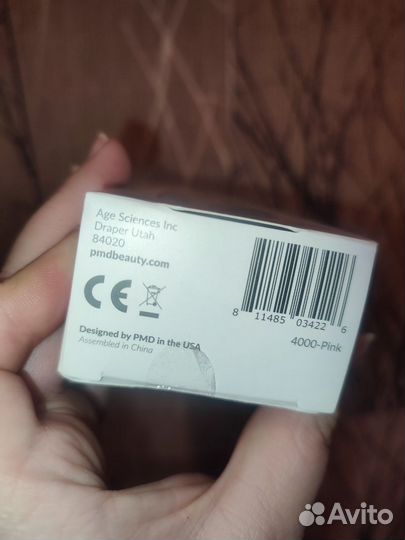 Age Sciences Inc
Draper Utah
84020
pmdbeauty.com
CE
Designed by PMD in the USA
Assembled in China
8 11485 03422 6
4000-Pink
Avito